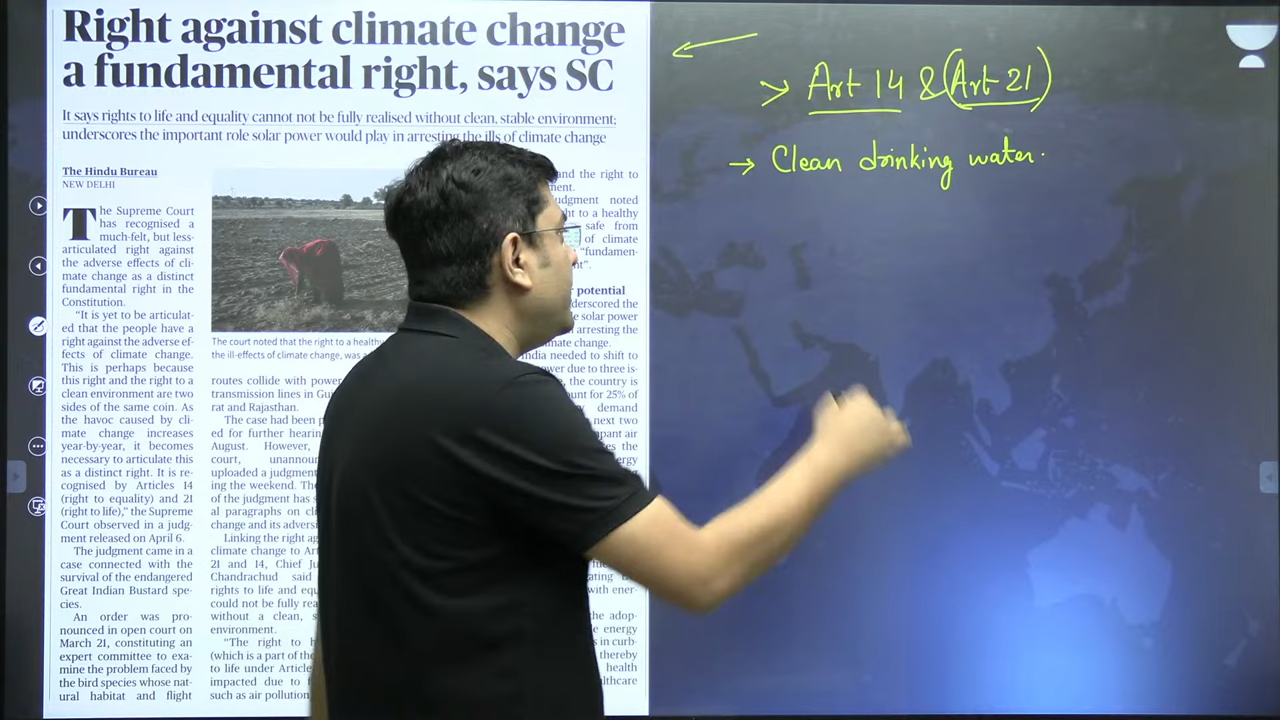 Right against climate change
a fundamental right, says SC
It says rights to life and equality cannot not be fully realised without clean, stable environment;
underscores the important role solar power would play in arresting the ills of climate change
The Hindu Bureau
NEW DELHI
The Supreme Court
has recognised a
much-felt, but less-
articulated right against
the adverse effects of cli-
mate change as a distinct
fundamental right in the
Constitution.
“It is yet to be articulat-
ed that the people have a
right against the adverse ef-
fects of climate change.
This is perhaps because
this right and the right to a
clean environment are two
sides of the same coin. As
the havoc caused by cli-
mate change increases
year-by-year, it becomes
necessary to articulate this
as a distinct right. It is re-
cognised by Articles 14
(right to equality) and 21
(right to life),” the Supreme
Court observed in a judg-
ment released on April 6.
The judgment came in a
case connected with the
survival of the endangered
Great Indian Bustard spe-
cies.
An order was pro-
nounced in open court on
March 21, constituting an
expert committee to exa-
mine the problem faced by
the bird species whose nat-
ural habitat and flight
The court noted that the right to a healthy
the ill-effects of climate change, was
routes collide with power
transmission lines in
rat and Rajasthan.
The case had been
ed for further hearing
August. However,
court,
uploaded a judgment
ing the weekend.
of the judgment has
al paragraphs on
change and its
Linking the right
climate change to
21 and 14, Chief
Chandrachud said
rights to life and
could not be fully
without a clean,
environment.
“The right to
(which is a part of the
to life under Article
impacted due to
such as air pollution,
and the right to
noted
to a healthy
safe from
of climate
potential
the
solar power
arresting the
change.
India needed to shift to
due to three is-
the country is
for 25% of
demand
next two
air
the
with ener-
the adop-
energy
in curb-
thereby
health
→ Art 14 & (Art 21)
→ Clean drinking water.